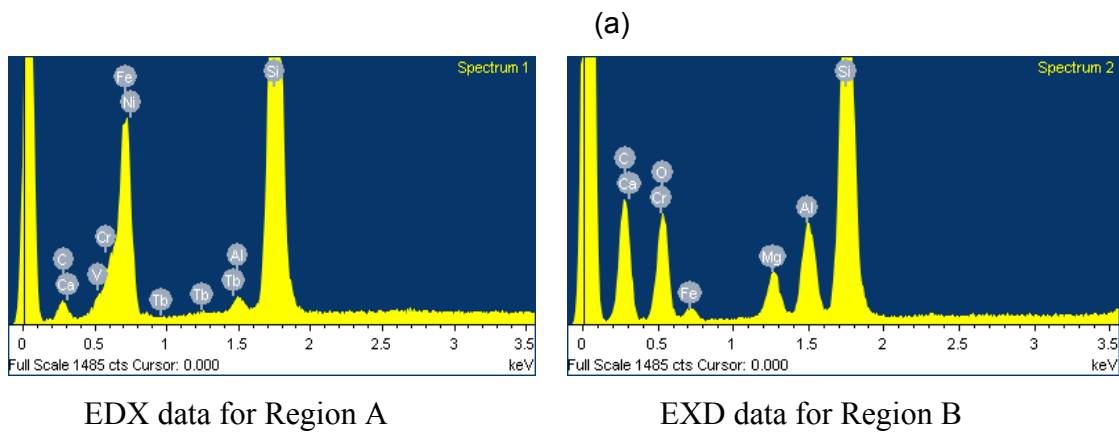 (a)
Spectrum 1
Fe
Ni
Si
Cr
C
Ca
V
Tb
Tb
Al
Tb
0 0.5 1 1.5 2 2.5 3 3.5
Full Scale 1485 cts Cursor: 0.000 keV
Spectrum 2
Si
C
Ca
O
Cr
Fe
Mg
Al
0 0.5 1 1.5 2 2.5 3 3.5
Full Scale 1485 cts Cursor: 0.000 keV
EDX data for Region A
EXD data for Region B